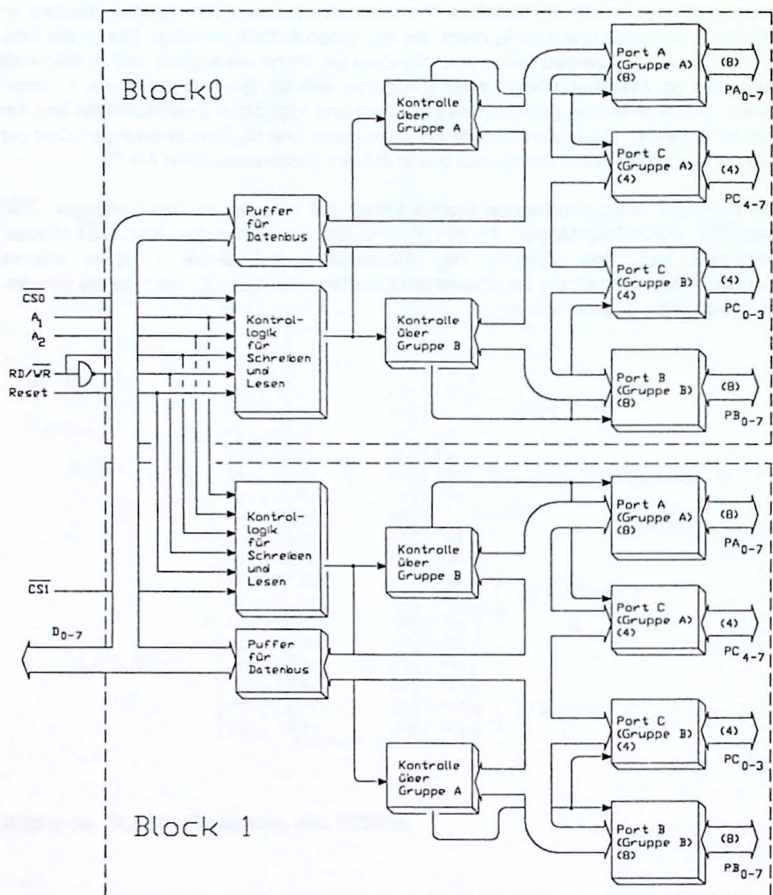 Block0
Kontrolle
über
Gruppe A
Port A
(Gruppe A)
(8)
(8)
PA0-7
Port C
(Gruppe A)
(4)
(4)
PC4-7
Puffer
für
Datenbus
CS0
A1
A2
RD/WR
Reset
Kontrol-
logik
für
Schreiben
und
Lesen
Kontrolle
über
Gruppe B
Port C
(Gruppe B)
(4)
(4)
PC0-3
Port B
(Gruppe B)
(8)
(8)
PB0-7
Kontrol-
logik
für
Schreiben
und
Lesen
Kontrolle
über
Gruppe B
Port A
(Gruppe A)
(8)
(8)
PA0-7
CS1
D0-7
Puffer
für
Datenbus
Port C
(Gruppe A)
(4)
(4)
PC4-7
Port C
(Gruppe B)
(4)
(4)
PC0-3
Kontrolle
über
Gruppe A
Block 1
Port B
(Gruppe B)
(8)
(8)
PB0-7